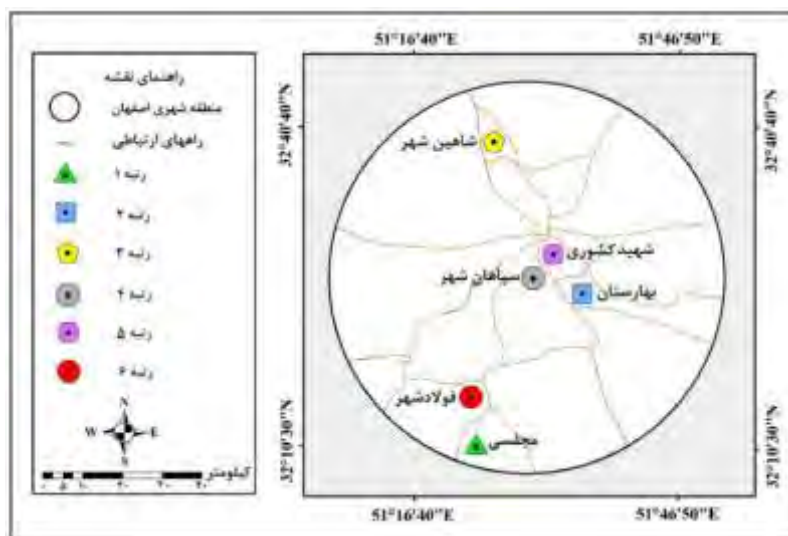 راهنمای نقشه
منطقه شهری اصفهان
راههای ارتباطی
رتبه ۱
رتبه ۲
رتبه ۳
رتبه ۴
رتبه ۵
رتبه ۶
N
W E
S
کیلومتر
51°16'40"E 51°46'50"E
32°40'40"N 32°40'40"N
شاهین شهر
شهیدکشوری
سپاهان شهر
بهارستان
فولادشهر
مجلسی
32°10'30"N 32°10'30"N
51°16'40"E 51°46'50"E